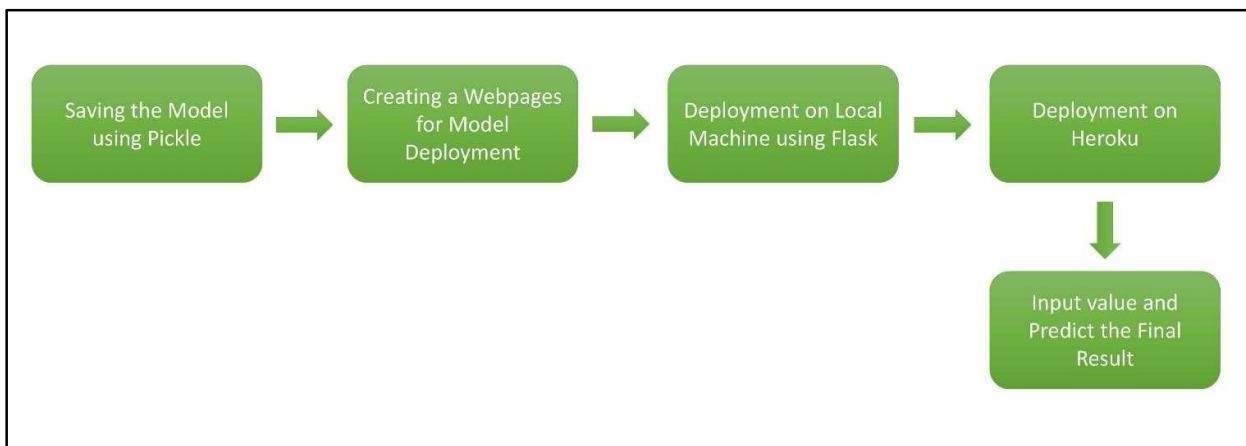 Saving the Model
using Pickle
Creating a Webpages
for Model
Deployment
Deployment on Local
Machine using Flask
Deployment on
Heroku
Input value and
Predict the Final
Result